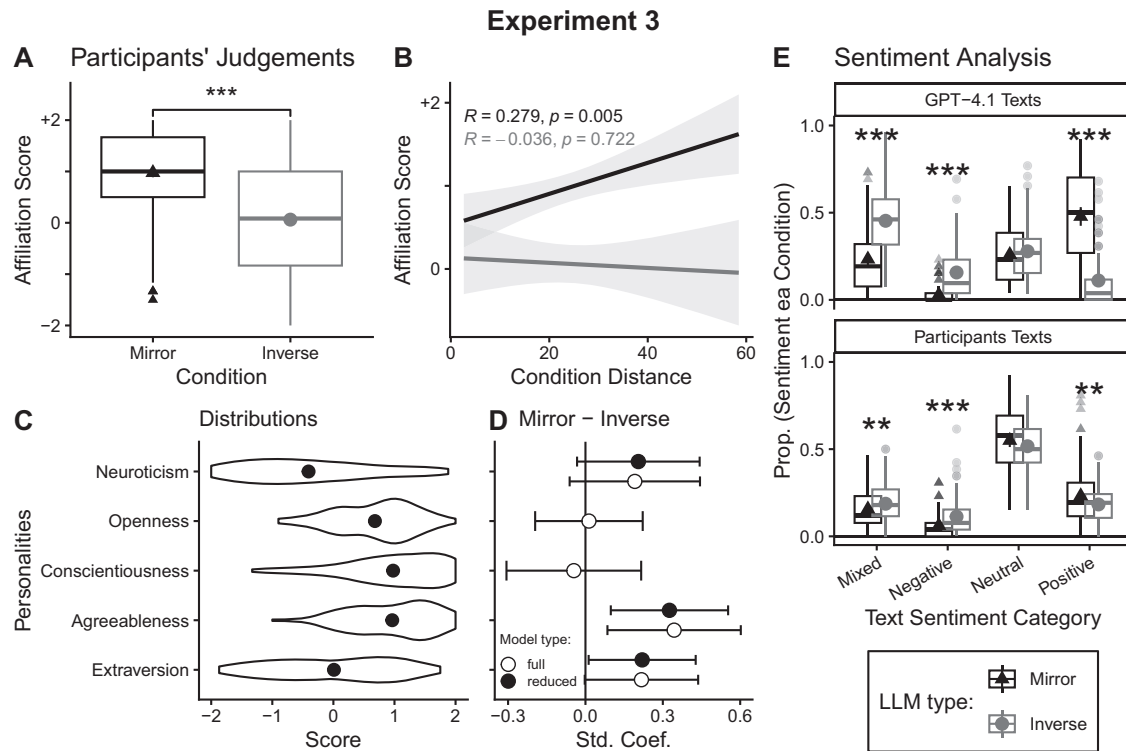 Experiment 3
A Participants' Judgements
***
+2
0
−2
Affiliation Score
Mirror Inverse
Condition
B
R = 0.279, p = 0.005
R = −0.036, p = 0.722
+2
0
Affiliation Score
0 20 40 60
Condition Distance
C Distributions
Personalities
Neuroticism
Openness
Conscientiousness
Agreeableness
Extraversion
−2 −1 0 1 2
Score
D Mirror − Inverse
Model type:
full
reduced
−0.3 0.0 0.3 0.6
Std. Coef.
E Sentiment Analysis
GPT−4.1 Texts
*** *** ***
1.0
0.5
0.0
Prop. (Sentiment ea Condition)
Participants Texts
** *** **
1.0
0.5
0.0
Mixed Negative Neutral Positive
Text Sentiment Category
LLM type:
Mirror
Inverse